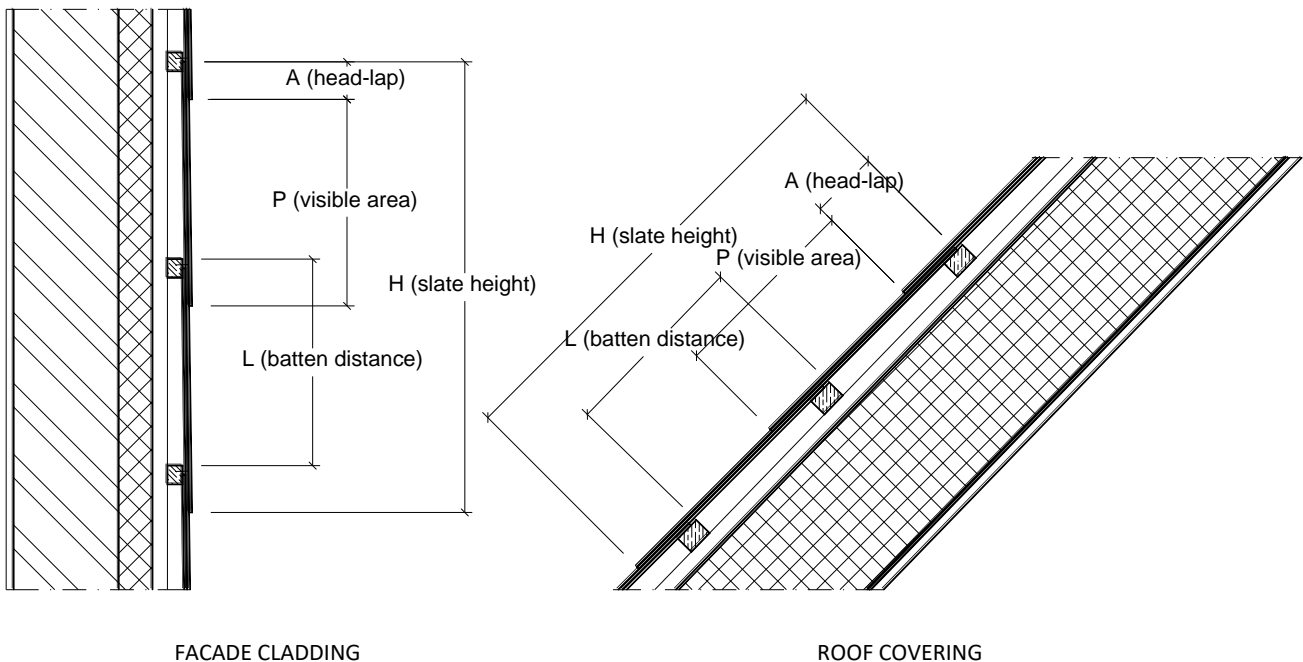 A (head-lap)
P (visible area)
H (slate height)
L (batten distance)
A (head-lap)
H (slate height)
P (visible area)
L (batten distance)
FACADE CLADDING
ROOF COVERING